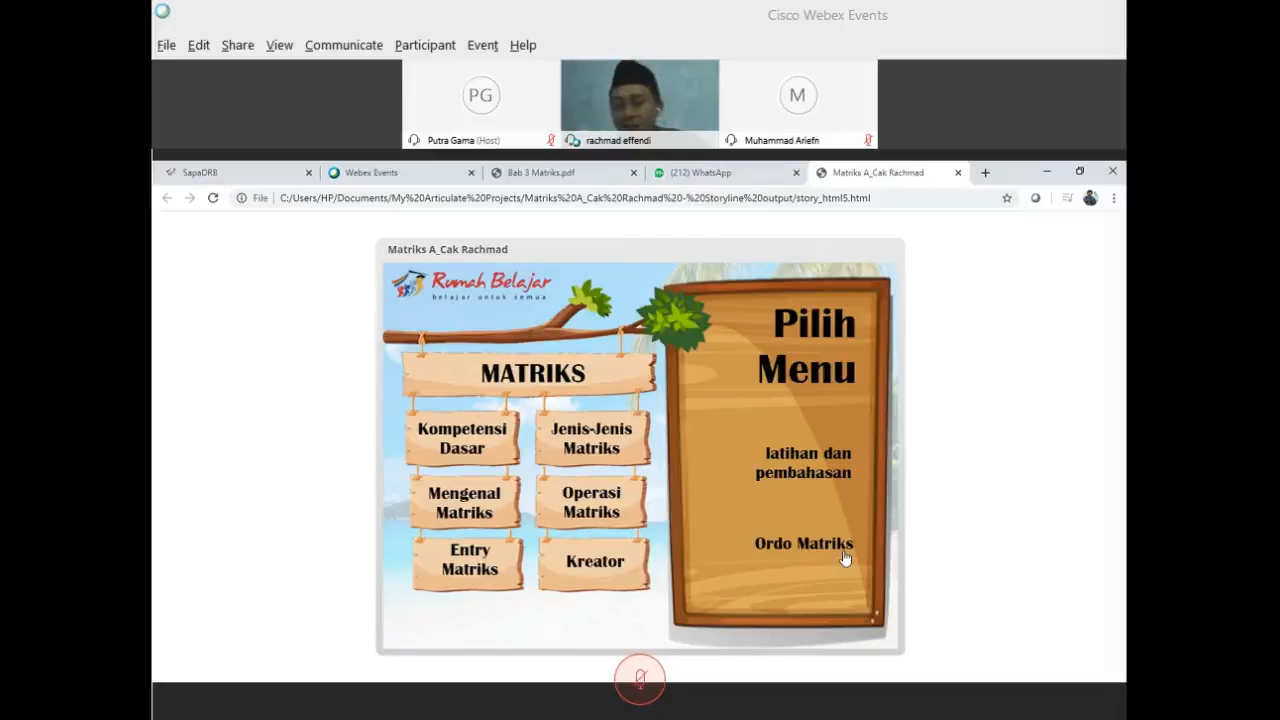 Cisco Webex Events
File Edit Share View Communicate Participant Event Help
PG
M
Putra Gama (Host)
rachmad effendi
Muhammad Ariefn
SapaDRB
Webex Events
Bab 3 Matriks.pdf
(212) WhatsApp
Matriks A_Cak Rachmad
File
C:/Users/HP/Documents/My%20Articulate%20Projects/Matriks%20A_Cak%20Rachmad%20-%20Storyline%20output/story_html5.html
Matriks A_Cak Rachmad
Rumah Belajar
belajar untuk semua
MATRIKS
Kompetensi
Dasar
Jenis-Jenis
Matriks
Mengenal
Matriks
Operasi
Matriks
Entry
Matriks
Kreator
Pilih
Menu
latihan dan
pembahasan
Ordo Matriks